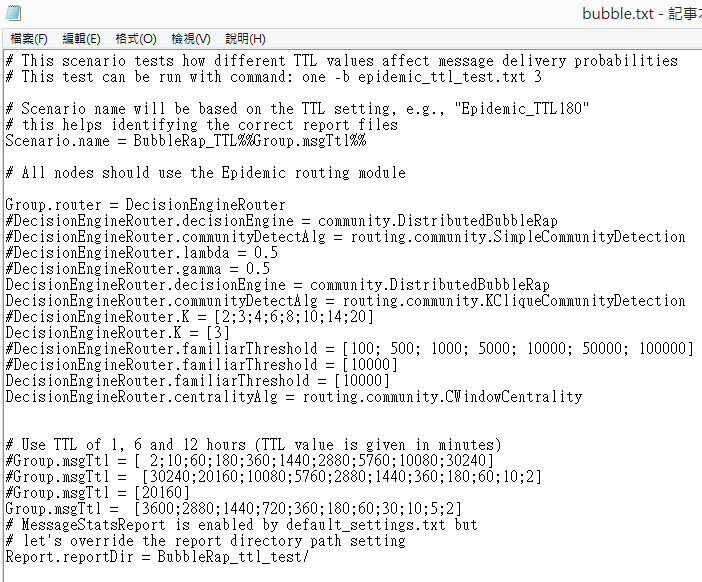 bubble.txt - 記事
檔案(F) 編輯(E) 格式(O) 檢視(V) 說明(H)
# This scenario tests how different TTL values affect message delivery probabilities
# This test can be run with command: one -b epidemic_ttl_test.txt 3
# Scenario name will be based on the TTL setting, e.g., "Epidemic_TTL180"
# this helps identifying the correct report files
Scenario.name = BubbleRap_TTL%%Group.msgTtl%%
# All nodes should use the Epidemic routing module
Group.router = DecisionEngineRouter
#DecisionEngineRouter.decisionEngine = community.DistributedBubbleRap
#DecisionEngineRouter.communityDetectAlg = routing.community.SimpleCommunityDetection
#DecisionEngineRouter.lambda = 0.5
#DecisionEngineRouter.gamma = 0.5
DecisionEngineRouter.decisionEngine = community.DistributedBubbleRap
DecisionEngineRouter.communityDetectAlg = routing.community.KCliqueCommunityDetection
#DecisionEngineRouter.K = [2;3;4;6;8;10;14;20]
DecisionEngineRouter.K = [3]
#DecisionEngineRouter.familiarThreshold = [100; 500; 1000; 5000; 10000; 50000; 100000]
#DecisionEngineRouter.familiarThreshold = [10000]
DecisionEngineRouter.familiarThreshold = [10000]
DecisionEngineRouter.centralityAlg = routing.community.CWindowCentrality
# Use TTL of 1, 6 and 12 hours (TTL value is given in minutes)
#Group.msgTtl = [ 2;10;60;180;360;1440;2880;5760;10080;30240]
#Group.msgTtl =  [30240;20160;10080;5760;2880;1440;360;180;60;10;2]
#Group.msgTtl = [20160]
Group.msgTtl =  [3600;2880;1440;720;360;180;60;30;10;5;2]
# MessageStatsReport is enabled by default_settings.txt but
# let's override the report directory path setting
Report.reportDir = BubbleRap_ttl_test/